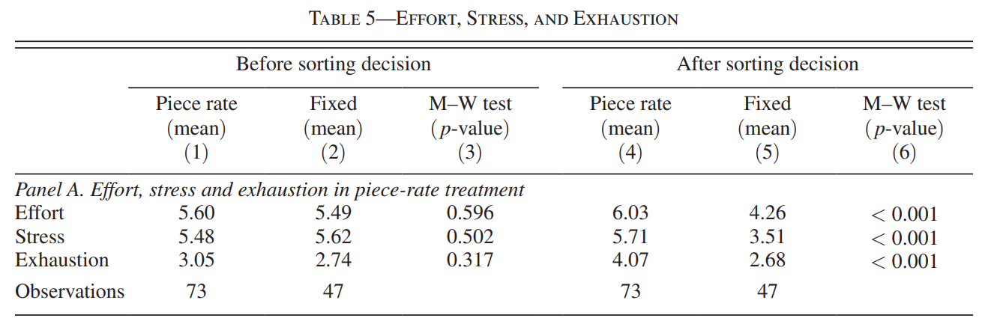 TABLE 5—EFFORT, STRESS, AND EXHAUSTION
Before sorting decision After sorting decision
Piece rate Fixed M–W test Piece rate Fixed M–W test
(mean) (mean) (p-value) (mean) (mean) (p-value)
(1) (2) (3) (4) (5) (6)
Panel A. Effort, stress and exhaustion in piece-rate treatment
Effort 5.60 5.49 0.596 6.03 4.26 < 0.001
Stress 5.48 5.62 0.502 5.71 3.51 < 0.001
Exhaustion 3.05 2.74 0.317 4.07 2.68 < 0.001
Observations 73 47 73 47